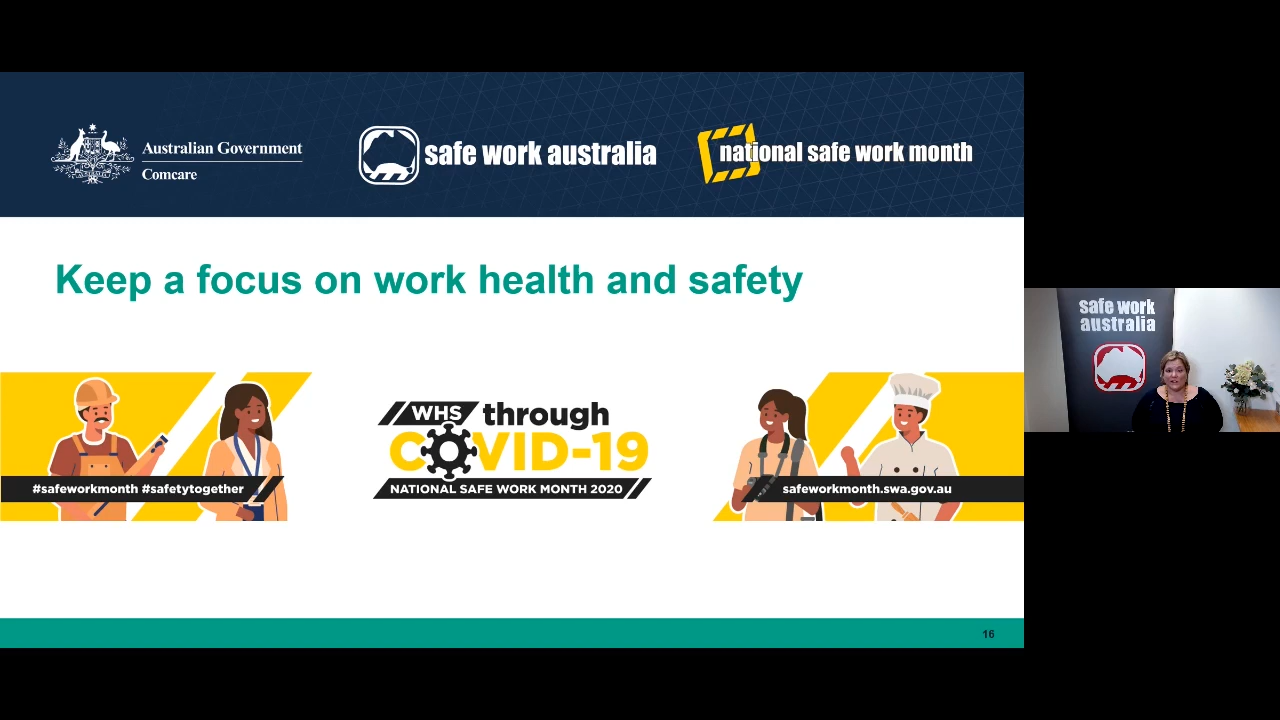 Australian Government
Comcare
safe work australia
national safe work month
Keep a focus on work health and safety
WHS through
COVID-19
NATIONAL SAFE WORK MONTH 2020
#safeworkmonth #safetytogether
safeworkmonth.swa.gov.au
16
safe work
australia